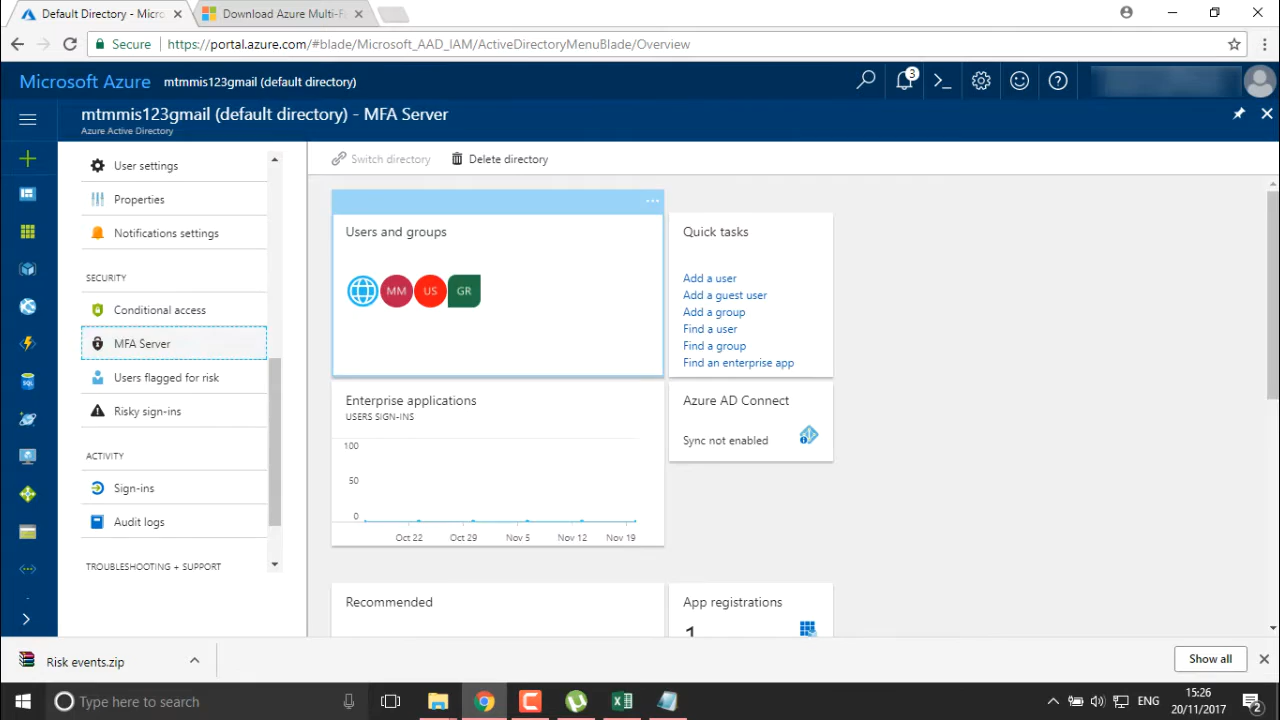 Default Directory - Micro
Download Azure Multi-F
Secure
https://portal.azure.com/#blade/Microsoft_AAD_IAM/ActiveDirectoryMenuBlade/Overview
Microsoft Azure
mtmmis123gmail (default directory)
3
mtmmis123gmail (default directory) - MFA Server
Azure Active Directory
User settings
Properties
Notifications settings
SECURITY
Conditional access
MFA Server
Users flagged for risk
Risky sign-ins
ACTIVITY
Sign-ins
Audit logs
TROUBLESHOOTING + SUPPORT
Switch directory
Delete directory
Users and groups
MM
US
GR
Quick tasks
Add a user
Add a guest user
Add a group
Find a user
Find a group
Find an enterprise app
Enterprise applications
USERS SIGN-INS
100
50
0
Oct 22
Oct 29
Nov 5
Nov 12
Nov 19
Azure AD Connect
Sync not enabled
Recommended
App registrations
1
SQL
Risk events.zip
Show all
Type here to search
ENG
15:26
20/11/2017
2